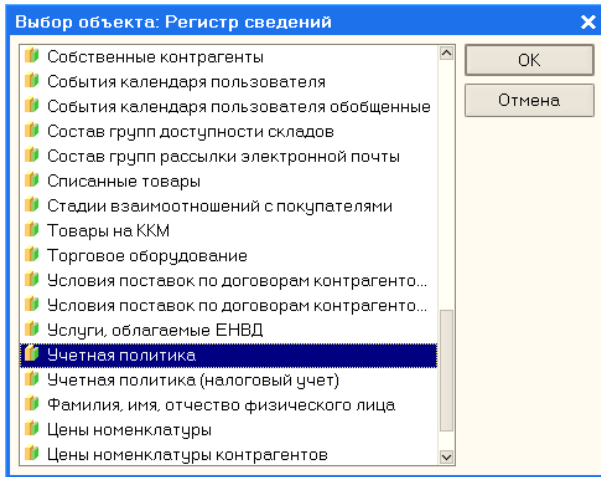 Выбор объекта: Регистр сведений
Собственные контрагенты
События календаря пользователя
События календаря пользователя обобщенные
Состав групп доступности складов
Состав групп рассылки электронной почты
Списанные товары
Стадии взаимоотношений с покупателями
Товары на ККМ
Торговое оборудование
Условия поставок по договорам контрагенто...
Условия поставок по договорам контрагенто...
Услуги, облагаемые ЕНВД
Учетная политика
Учетная политика (налоговый учет)
Фамилия, имя, отчество физического лица
Цены номенклатуры
Цены номенклатуры контрагентов
OK
Отмена